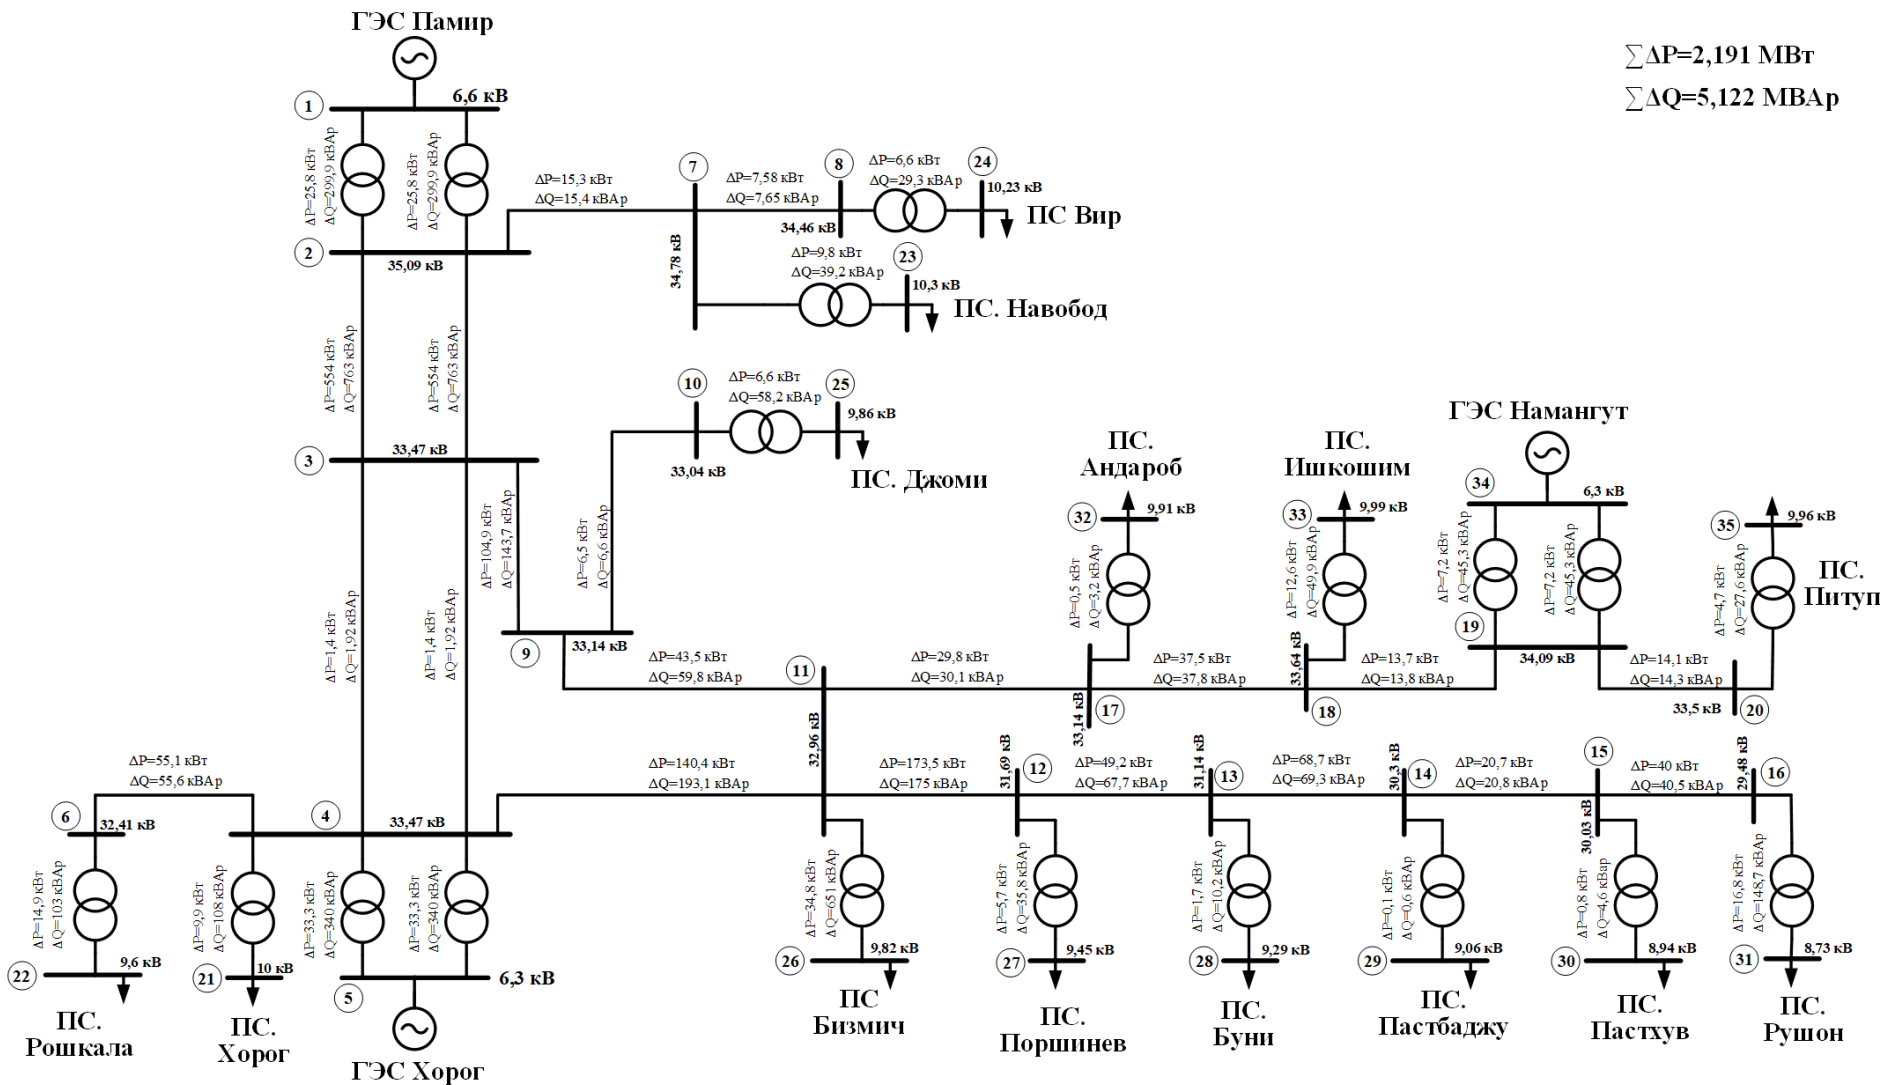 ГЭС Памир
∑ΔP=2,191 МВт
∑ΔQ=5,122 МВАр
1
6,6 кВ
ΔP=25,8 кВт
ΔQ=299,9 кВАр
ΔP=25,8 кВт
ΔQ=299,9 кВАр
2
35,09 кВ
ΔP=15,3 кВт
ΔQ=15,4 кВАр
7
34,78 кВ
ΔP=7,58 кВт
ΔQ=7,65 кВАр
8
34,46 кВ
ΔP=6,6 кВт
ΔQ=29,3 кВАр
24
10,23 кВ
ПС Вир
ΔP=9,8 кВт
ΔQ=39,2 кВАр
23
10,3 кВ
ПС. Навобод
ΔP=554 кВт
ΔQ=763 кВАр
ΔP=554 кВт
ΔQ=763 кВАр
3
33,47 кВ
10
33,04 кВ
ΔP=6,6 кВт
ΔQ=58,2 кВАр
25
9,86 кВ
ПС. Джоми
ΔP=104,9 кВт
ΔQ=143,7 кВАр
ΔP=6,5 кВт
ΔQ=6,6 кВАр
9
33,14 кВ
ΔP=1,4 кВт
ΔQ=1,92 кВАр
ΔP=1,4 кВт
ΔQ=1,92 кВАр
ПС.
Андароб
32
9,91 кВ
ΔP=0,5 кВт
ΔQ=3,2 кВАр
ПС.
Ишкошим
33
9,99 кВ
ΔP=12,6 кВт
ΔQ=49,9 кВАр
ГЭС Намангут
34
6,3 кВ
ΔP=7,2 кВт
ΔQ=45,3 кВАр
ΔP=7,2 кВт
ΔQ=45,3 кВАр
19
34,09 кВ
35
9,96 кВ
ΔP=4,7 кВт
ΔQ=27,6 кВАр
ПС.
Питуп
ΔP=43,5 кВт
ΔQ=59,8 кВАр
11
32,96 кВ
ΔP=29,8 кВт
ΔQ=30,1 кВАр
17
33,14 кВ
ΔP=37,5 кВт
ΔQ=37,8 кВАр
33,64 кВ
18
ΔP=13,7 кВт
ΔQ=13,8 кВАр
ΔP=14,1 кВт
ΔQ=14,3 кВАр
33,5 кВ
20
ΔP=55,1 кВт
ΔQ=55,6 кВАр
6
32,41 кВ
4
33,47 кВ
ΔP=140,4 кВт
ΔQ=193,1 кВАр
ΔP=173,5 кВт
ΔQ=175 кВАр
31,69 кВ
12
ΔP=49,2 кВт
ΔQ=67,7 кВАр
31,14 кВ
13
ΔP=68,7 кВт
ΔQ=69,3 кВАр
30,3 кВ
14
ΔP=20,7 кВт
ΔQ=20,8 кВАр
15
30,03 кВ
ΔP=40 кВт
ΔQ=40,5 кВАр
29,48 кВ
16
ΔP=14,9 кВт
ΔQ=103 кВАр
ΔP=9,9 кВт
ΔQ=108 кВАр
ΔP=33,3 кВт
ΔQ=340 кВАр
ΔP=33,3 кВт
ΔQ=340 кВАр
ΔP=34,8 кВт
ΔQ=651 кВАр
ΔP=5,7 кВт
ΔQ=35,8 кВАр
ΔP=1,7 кВт
ΔQ=10,2 кВАр
ΔP=0,1 кВт
ΔQ=0,6 кВАр
ΔP=0,8 кВт
ΔQ=4,6 кВар
ΔP=16,8 кВт
ΔQ=148,7 кВАр
22
9,6 кВ
21
10 кВ
5
6,3 кВ
26
9,82 кВ
27
9,45 кВ
28
9,29 кВ
29
9,06 кВ
30
8,94 кВ
31
8,73 кВ
ПС.
Рошкала
ПС.
Хорог
ГЭС Хорог
ПС
Бизмич
ПС.
Поршинев
ПС.
Буни
ПС.
Пастбаджу
ПС.
Пастхув
ПС.
Рушон